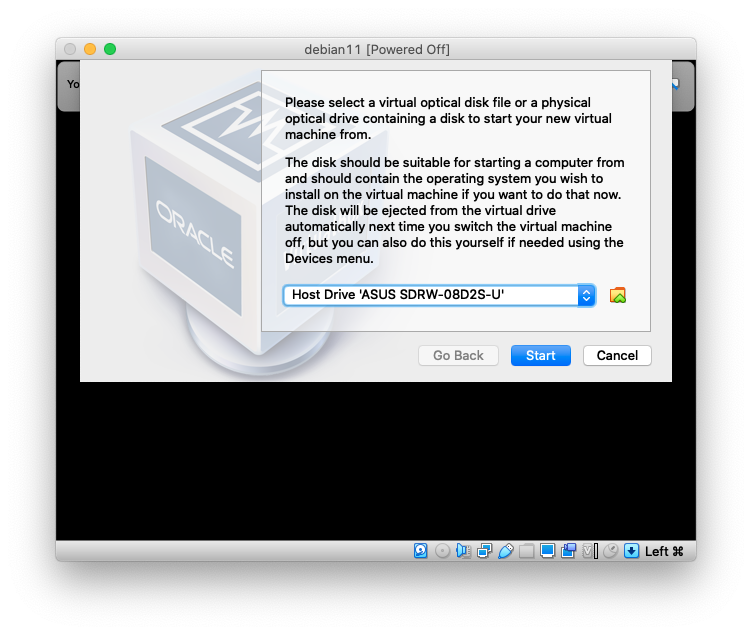 debian11 [Powered Off]
Yo
Please select a virtual optical disk file or a physical
optical drive containing a disk to start your new virtual
machine from.
The disk should be suitable for starting a computer from
and should contain the operating system you wish to
install on the virtual machine if you want to do that now.
The disk will be ejected from the virtual drive
automatically next time you switch the virtual machine
off, but you can also do this yourself if needed using the
Devices menu.
ORACLE
Host Drive 'ASUS SDRW-08D2S-U'
Go Back
Start
Cancel
Left ⌘